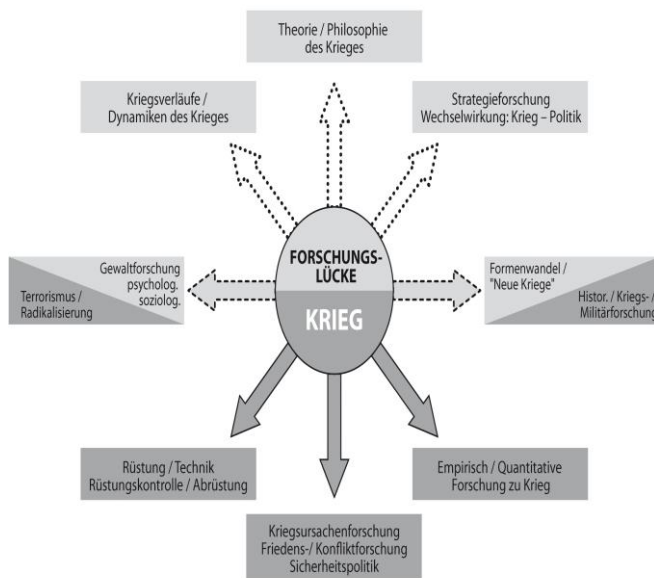 Theorie / Philosophie
des Krieges
Kriegsverläufe /
Dynamiken des Krieges
Strategieforschung
Wechselwirkung: Krieg – Politik
Gewaltforschung
psycholog.
soziolog.
Terrorismus /
Radikalisierung
FORSCHUNGS-
LÜCKE
KRIEG
Formenwandel /
"Neue Kriege"
Histor. / Kriegs- /
Militärforschung
Rüstung / Technik
Rüstungskontrolle / Abrüstung
Empirisch / Quantitative
Forschung zu Krieg
Kriegsursachenforschung
Friedens-/ Konfliktforschung
Sicherheitspolitik